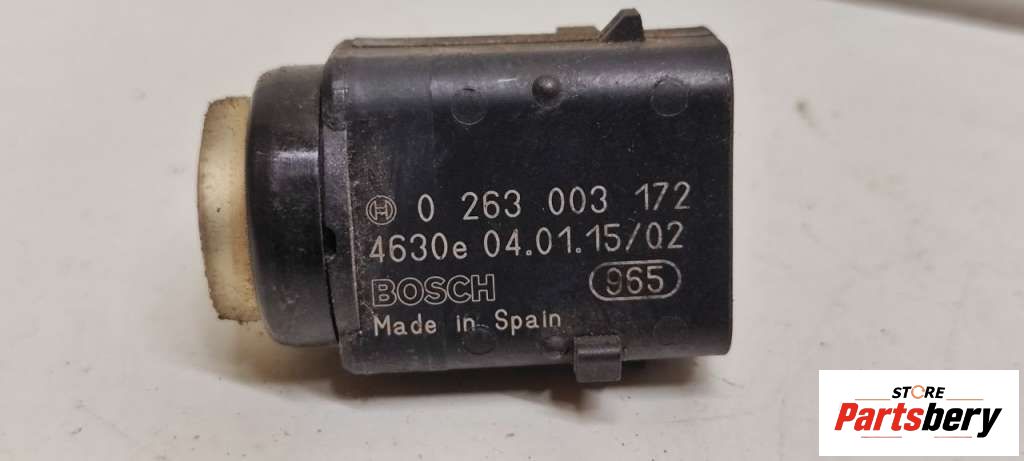 0 263 003 172
4630e 04.01.15/02
BOSCH 965
Made in Spain
STORE
Partsbery